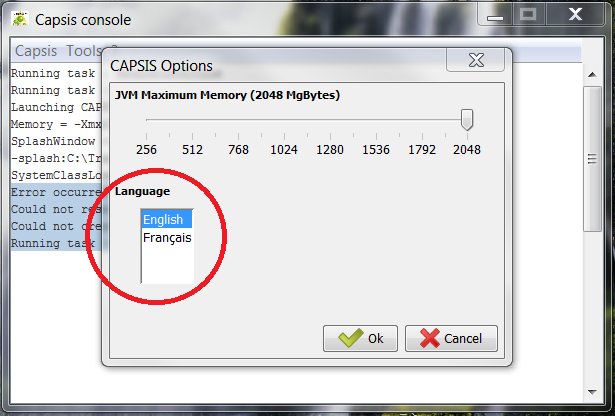 Capsis console
Capsis Tools ?
CAPSIS Options
Running task
Running task
Launching CAP
Memory = -Xmx
SplashWindow
-splash:C:\Tr
SystemClassLo
Error occurre
Could not res
Could not cre
Running task
JVM Maximum Memory (2048 MgBytes)
256 512 768 1024 1280 1536 1792 2048
Language
English
Français
Ok Cancel